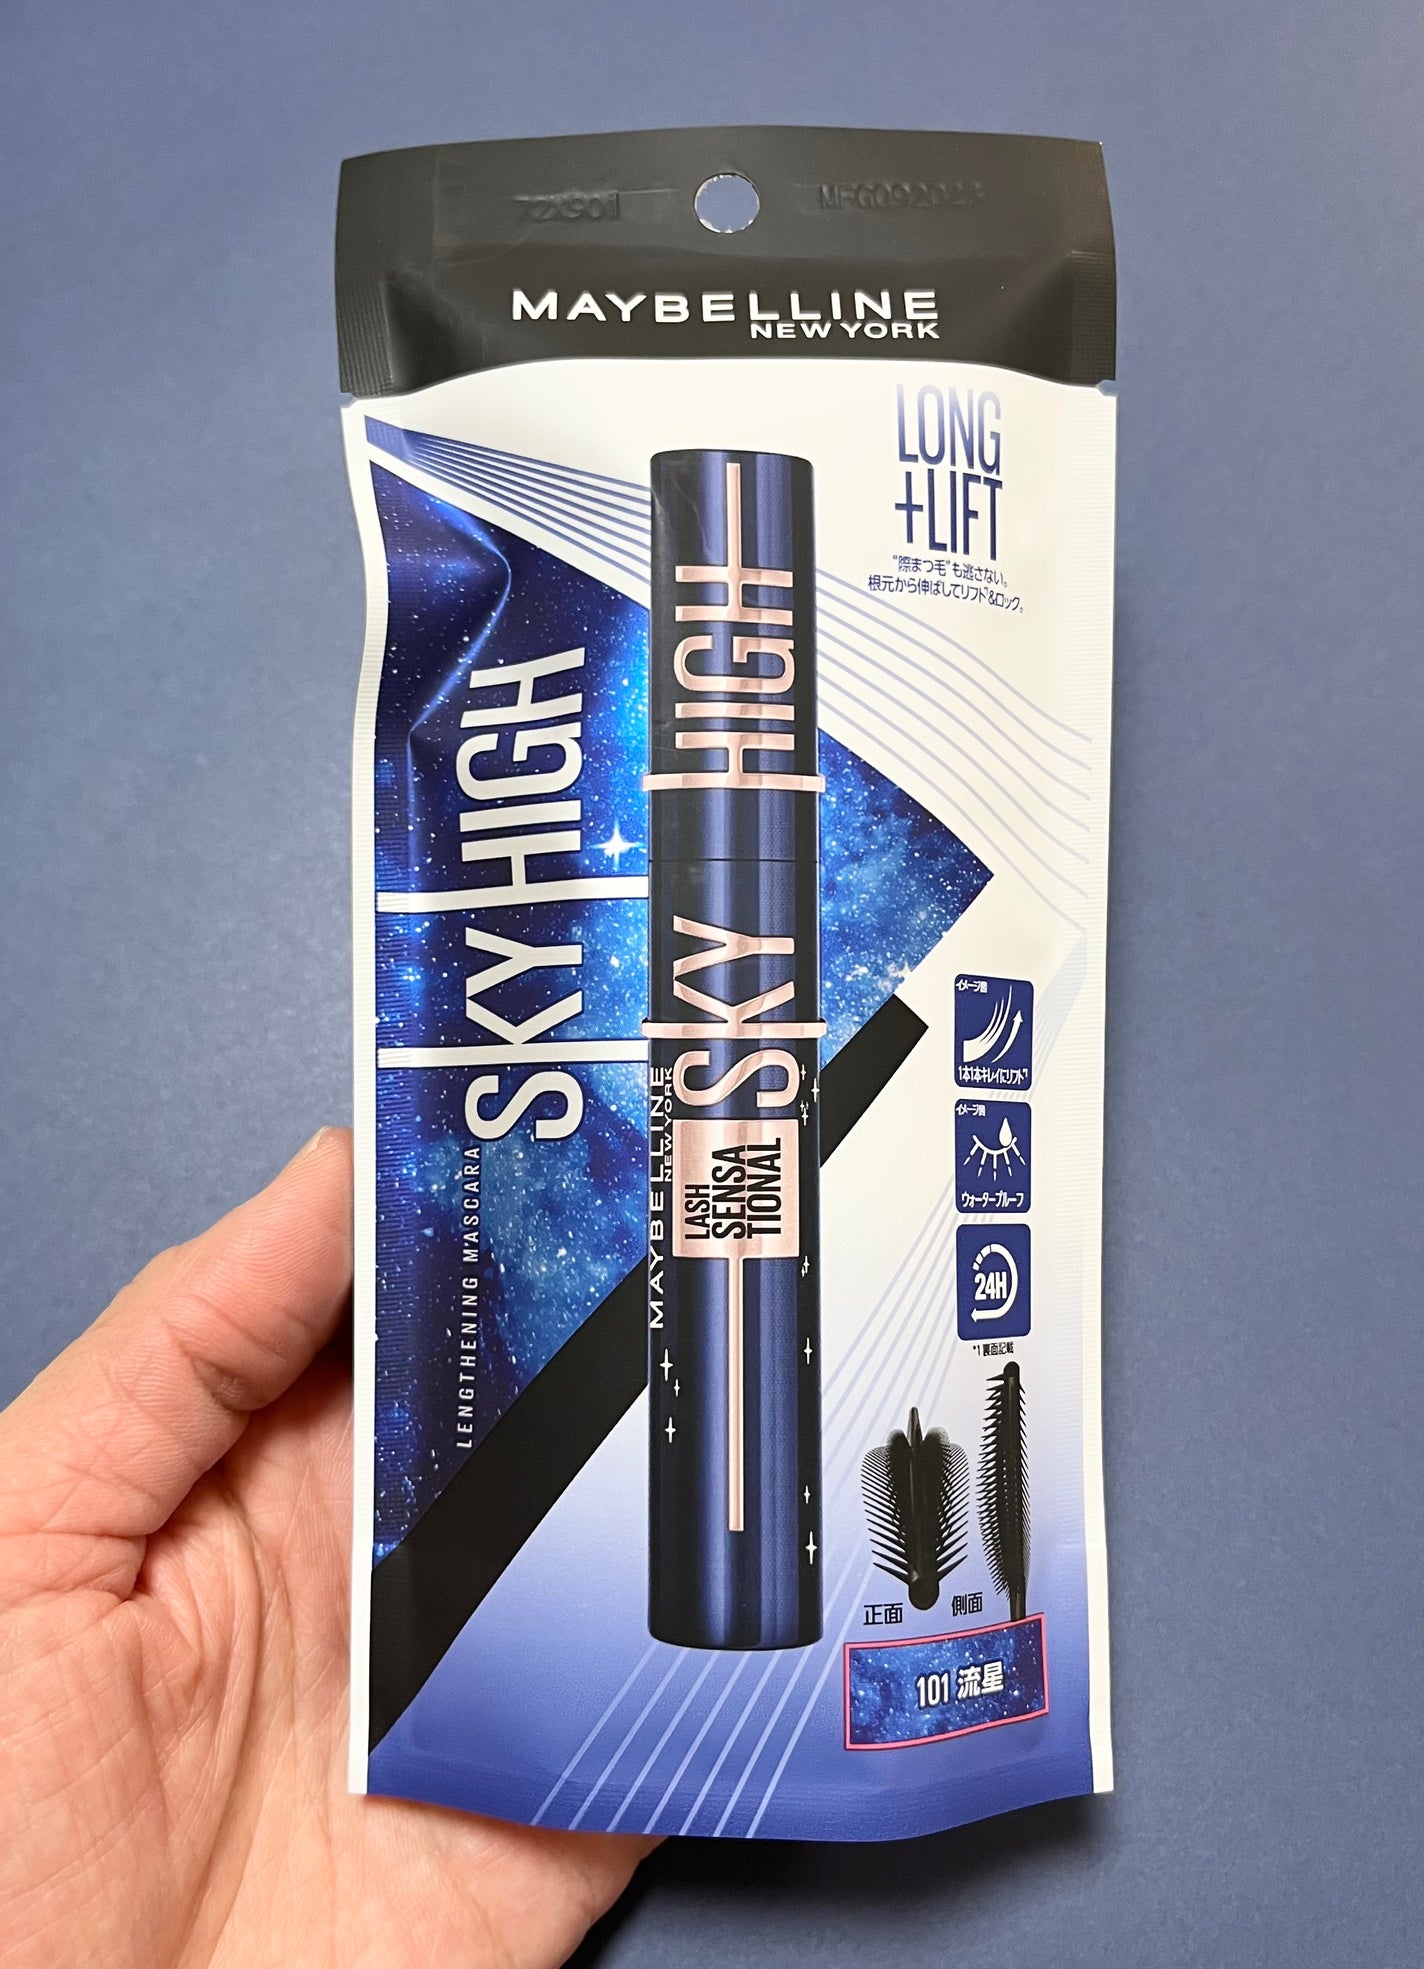 72X901
MAYBELLINE
NEW YORK
LONG
+LIFT
"際まつ毛"も逃さない。
根元から伸ばしてリフト*1&ロック。
SKY HIGH
LENGTHENING MASCARA
SKY HIGH
LASH
SENSA
TIONAL
MAYBELLINE
NEW YORK
イメージ図
1本1本キレイにリフト*1
イメージ図
ウォータープルーフ
24H
*1 裏面記載
正面
側面
101 流星